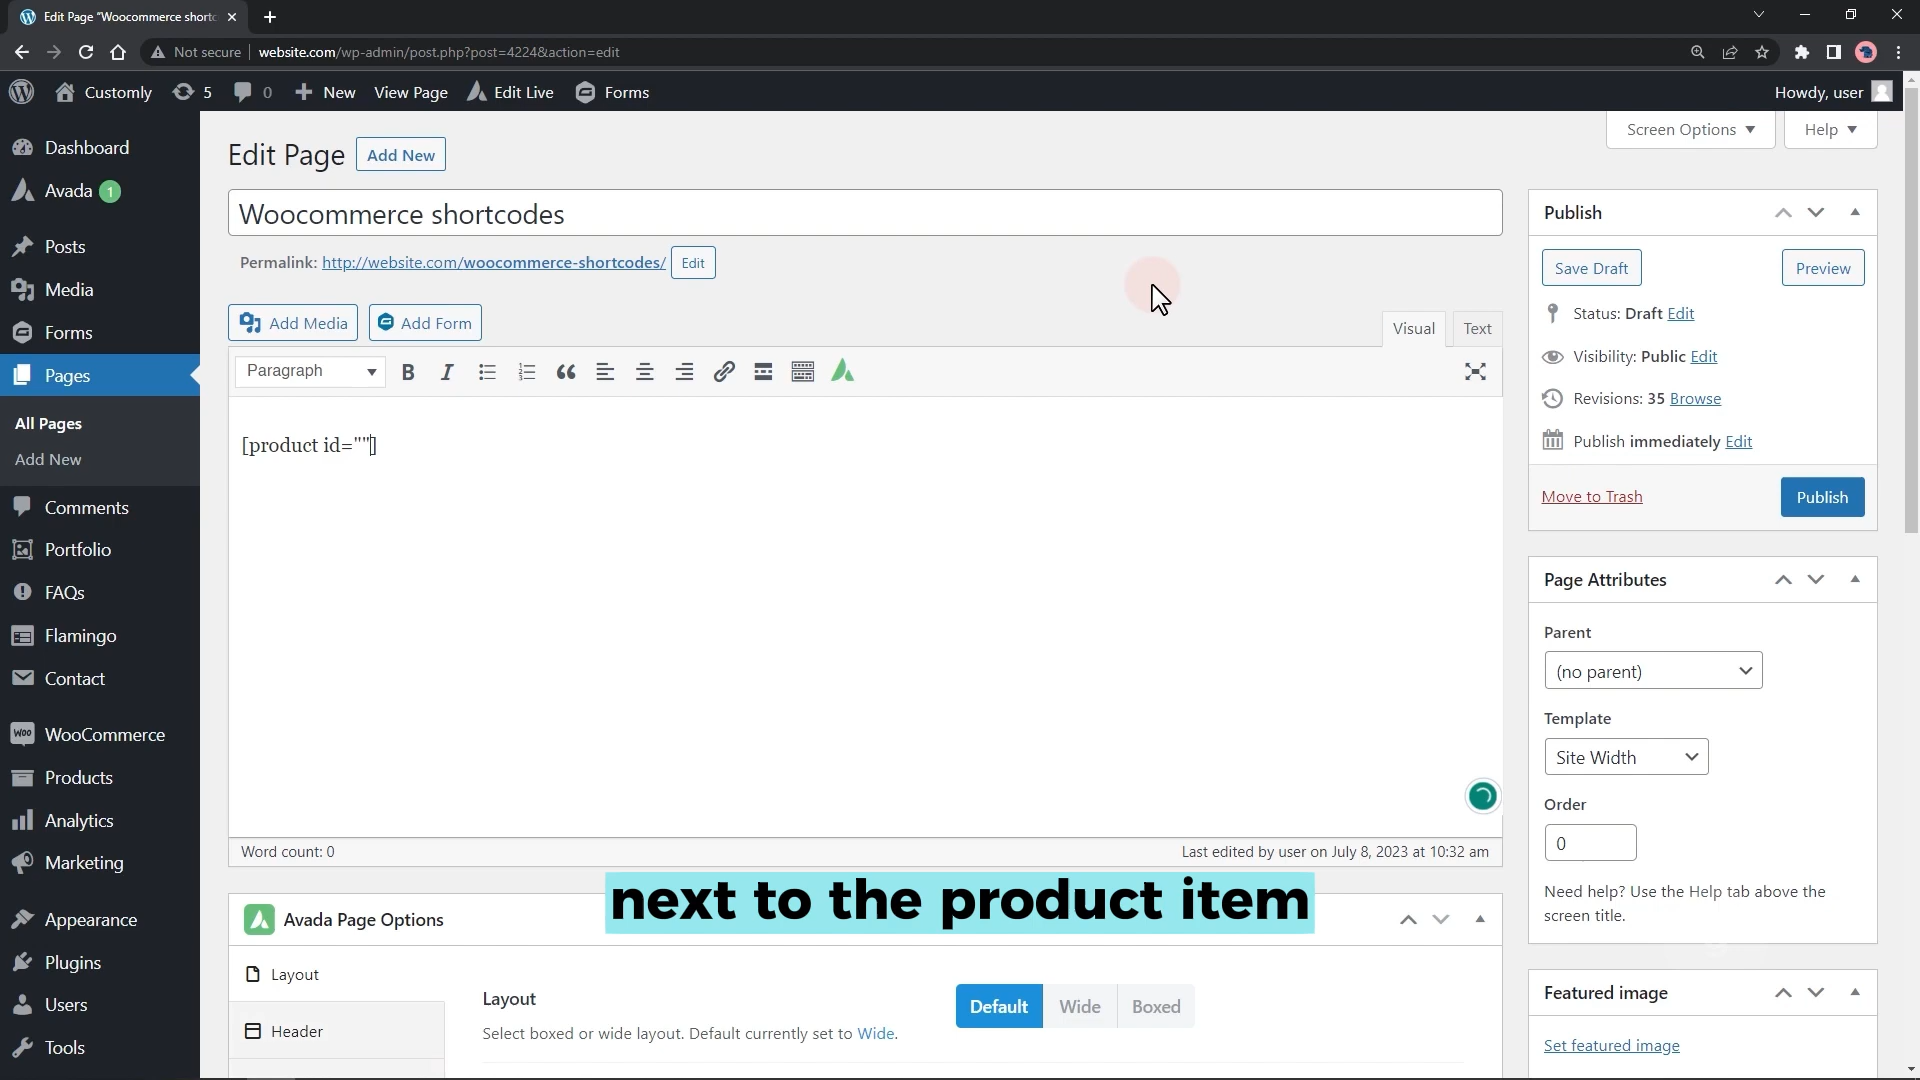 Edit Page "Woocommerce shortc
Not secure
website.com/wp-admin/post.php?post=4224&action=edit
Customly
5
0
New
View Page
Edit Live
Forms
Howdy, user
Screen Options
Help
Dashboard
Avada 1
Posts
Media
Forms
Pages
All Pages
Add New
Comments
Portfolio
FAQs
Flamingo
Contact
Woo WooCommerce
Products
Analytics
Marketing
Appearance
Plugins
Users
Tools
Edit Page
Add New
Woocommerce shortcodes
Permalink: http://website.com/woocommerce-shortcodes/
Edit
Add Media
Add Form
Visual
Text
Paragraph
B
I
[product id=""]
Word count: 0
Last edited by user on July 8, 2023 at 10:32 am
next to the product item
Avada Page Options
Layout
Header
Layout
Select boxed or wide layout. Default currently set to Wide.
Default
Wide
Boxed
Publish
Save Draft
Preview
Status: Draft Edit
Visibility: Public Edit
Revisions: 35 Browse
Publish immediately Edit
Move to Trash
Publish
Page Attributes
Parent
(no parent)
Template
Site Width
Order
0
Need help? Use the Help tab above the
screen title.
Featured image
Set featured image